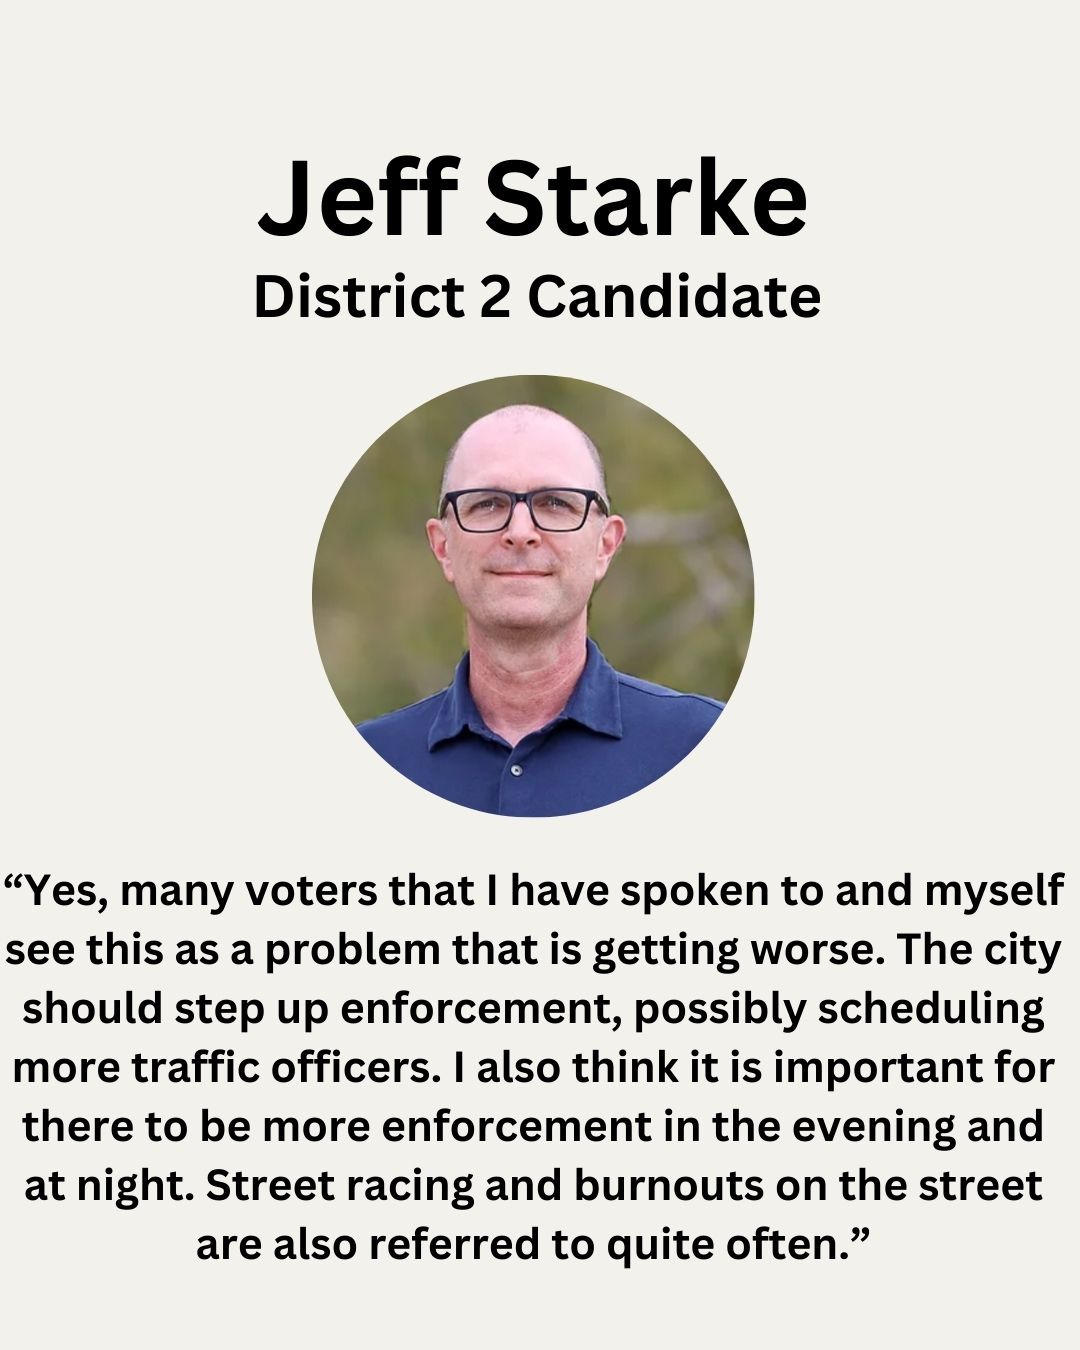 Jeff Starke
District 2 Candidate
“Yes, many voters that I have spoken to and myself
see this as a problem that is getting worse. The city
should step up enforcement, possibly scheduling
more traffic officers. I also think it is important for
there to be more enforcement in the evening and
at night. Street racing and burnouts on the street
are also referred to quite often.”